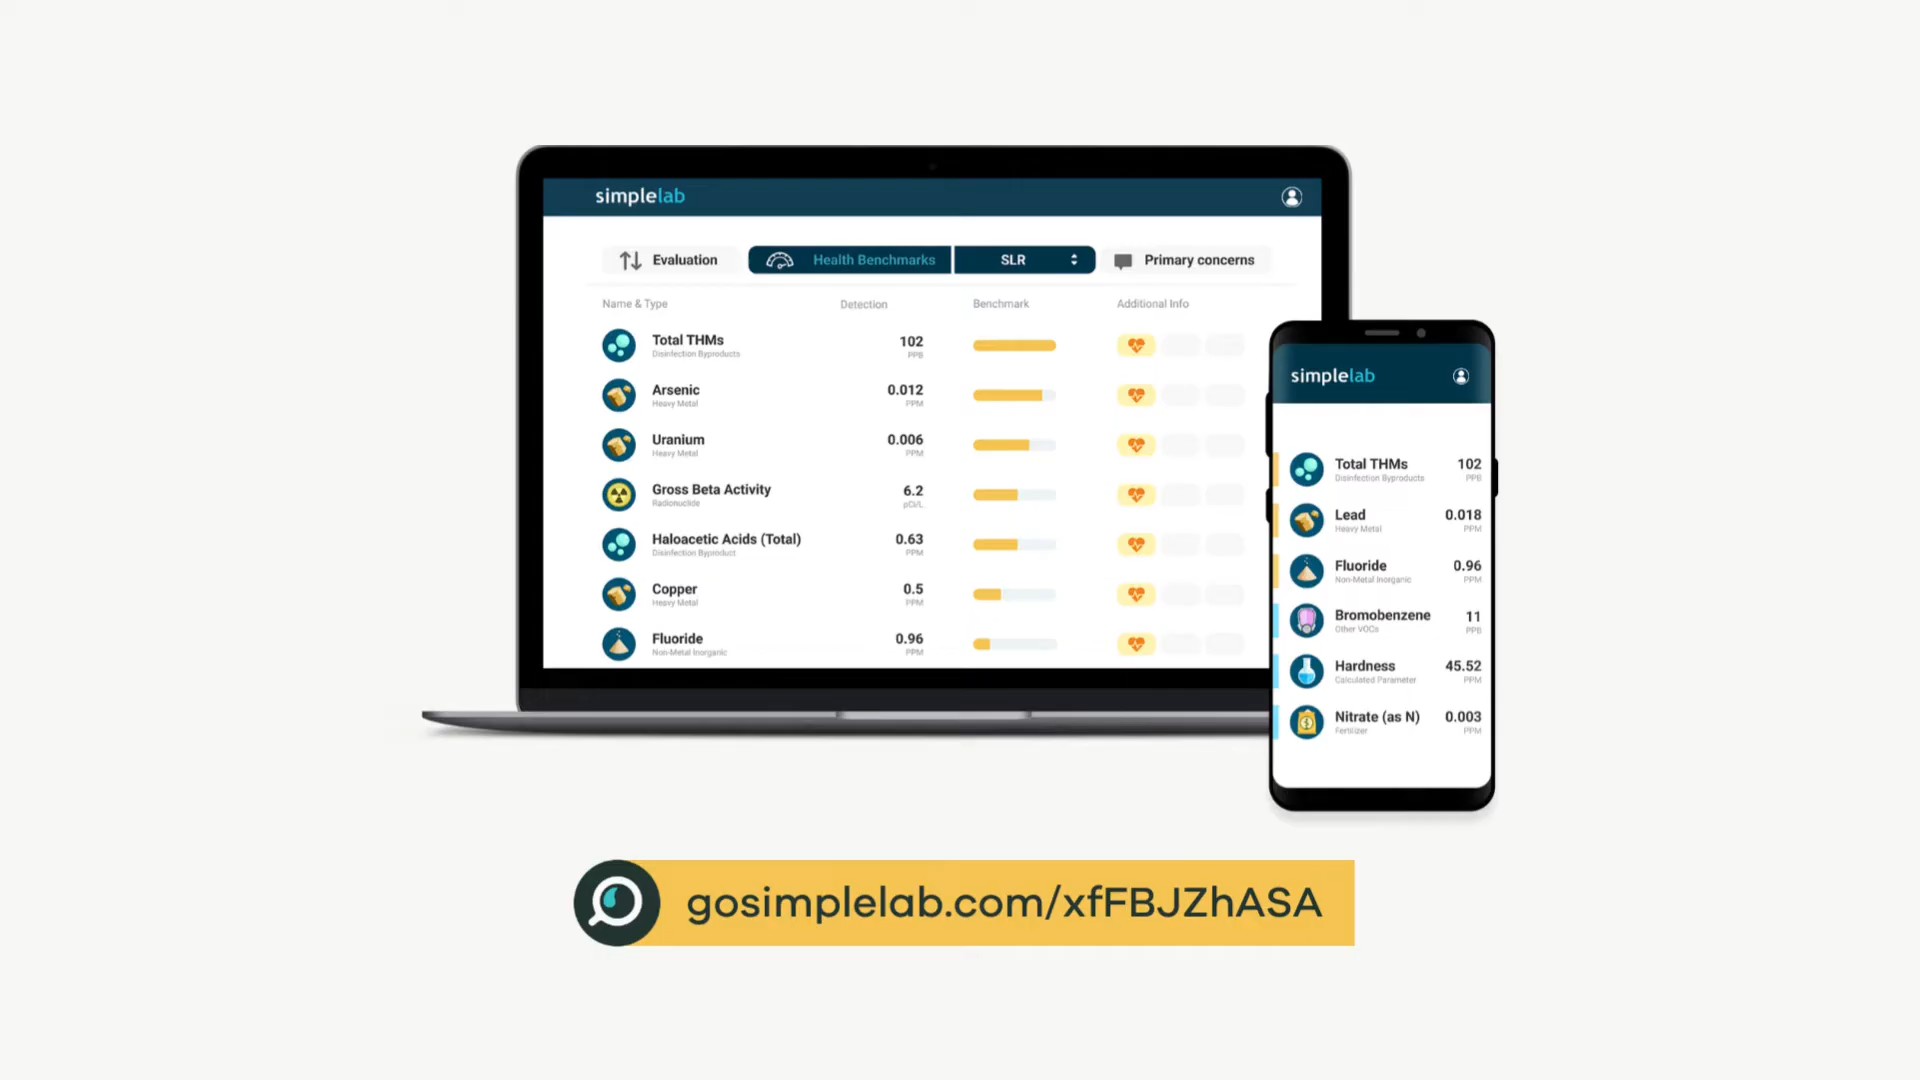 simplelab
Evaluation Health Benchmarks SLR Primary concerns
Name & Type Detection Benchmark Additional Info
Total THMs 102
Disinfection Byproducts PPB
Arsenic 0.012
Heavy Metal PPM
Uranium 0.006
Heavy Metal PPM
Gross Beta Activity 6.2
Radionuclide pCi/L
Haloacetic Acids (Total) 0.63
Disinfection Byproduct PPM
Copper 0.5
Heavy Metal PPM
Fluoride 0.96
Non-Metal Inorganic PPM
simplelab
Total THMs 102
Disinfection Byproducts PPB
Lead 0.018
Heavy Metal PPM
Fluoride 0.96
Non-Metal Inorganic PPM
Bromobenzene 11
Other VOCs PPB
Hardness 45.52
Calculated Parameter PPM
Nitrate (as N) 0.003
Fertilizer PPM
gosimplelab.com/xfFBJZhASA